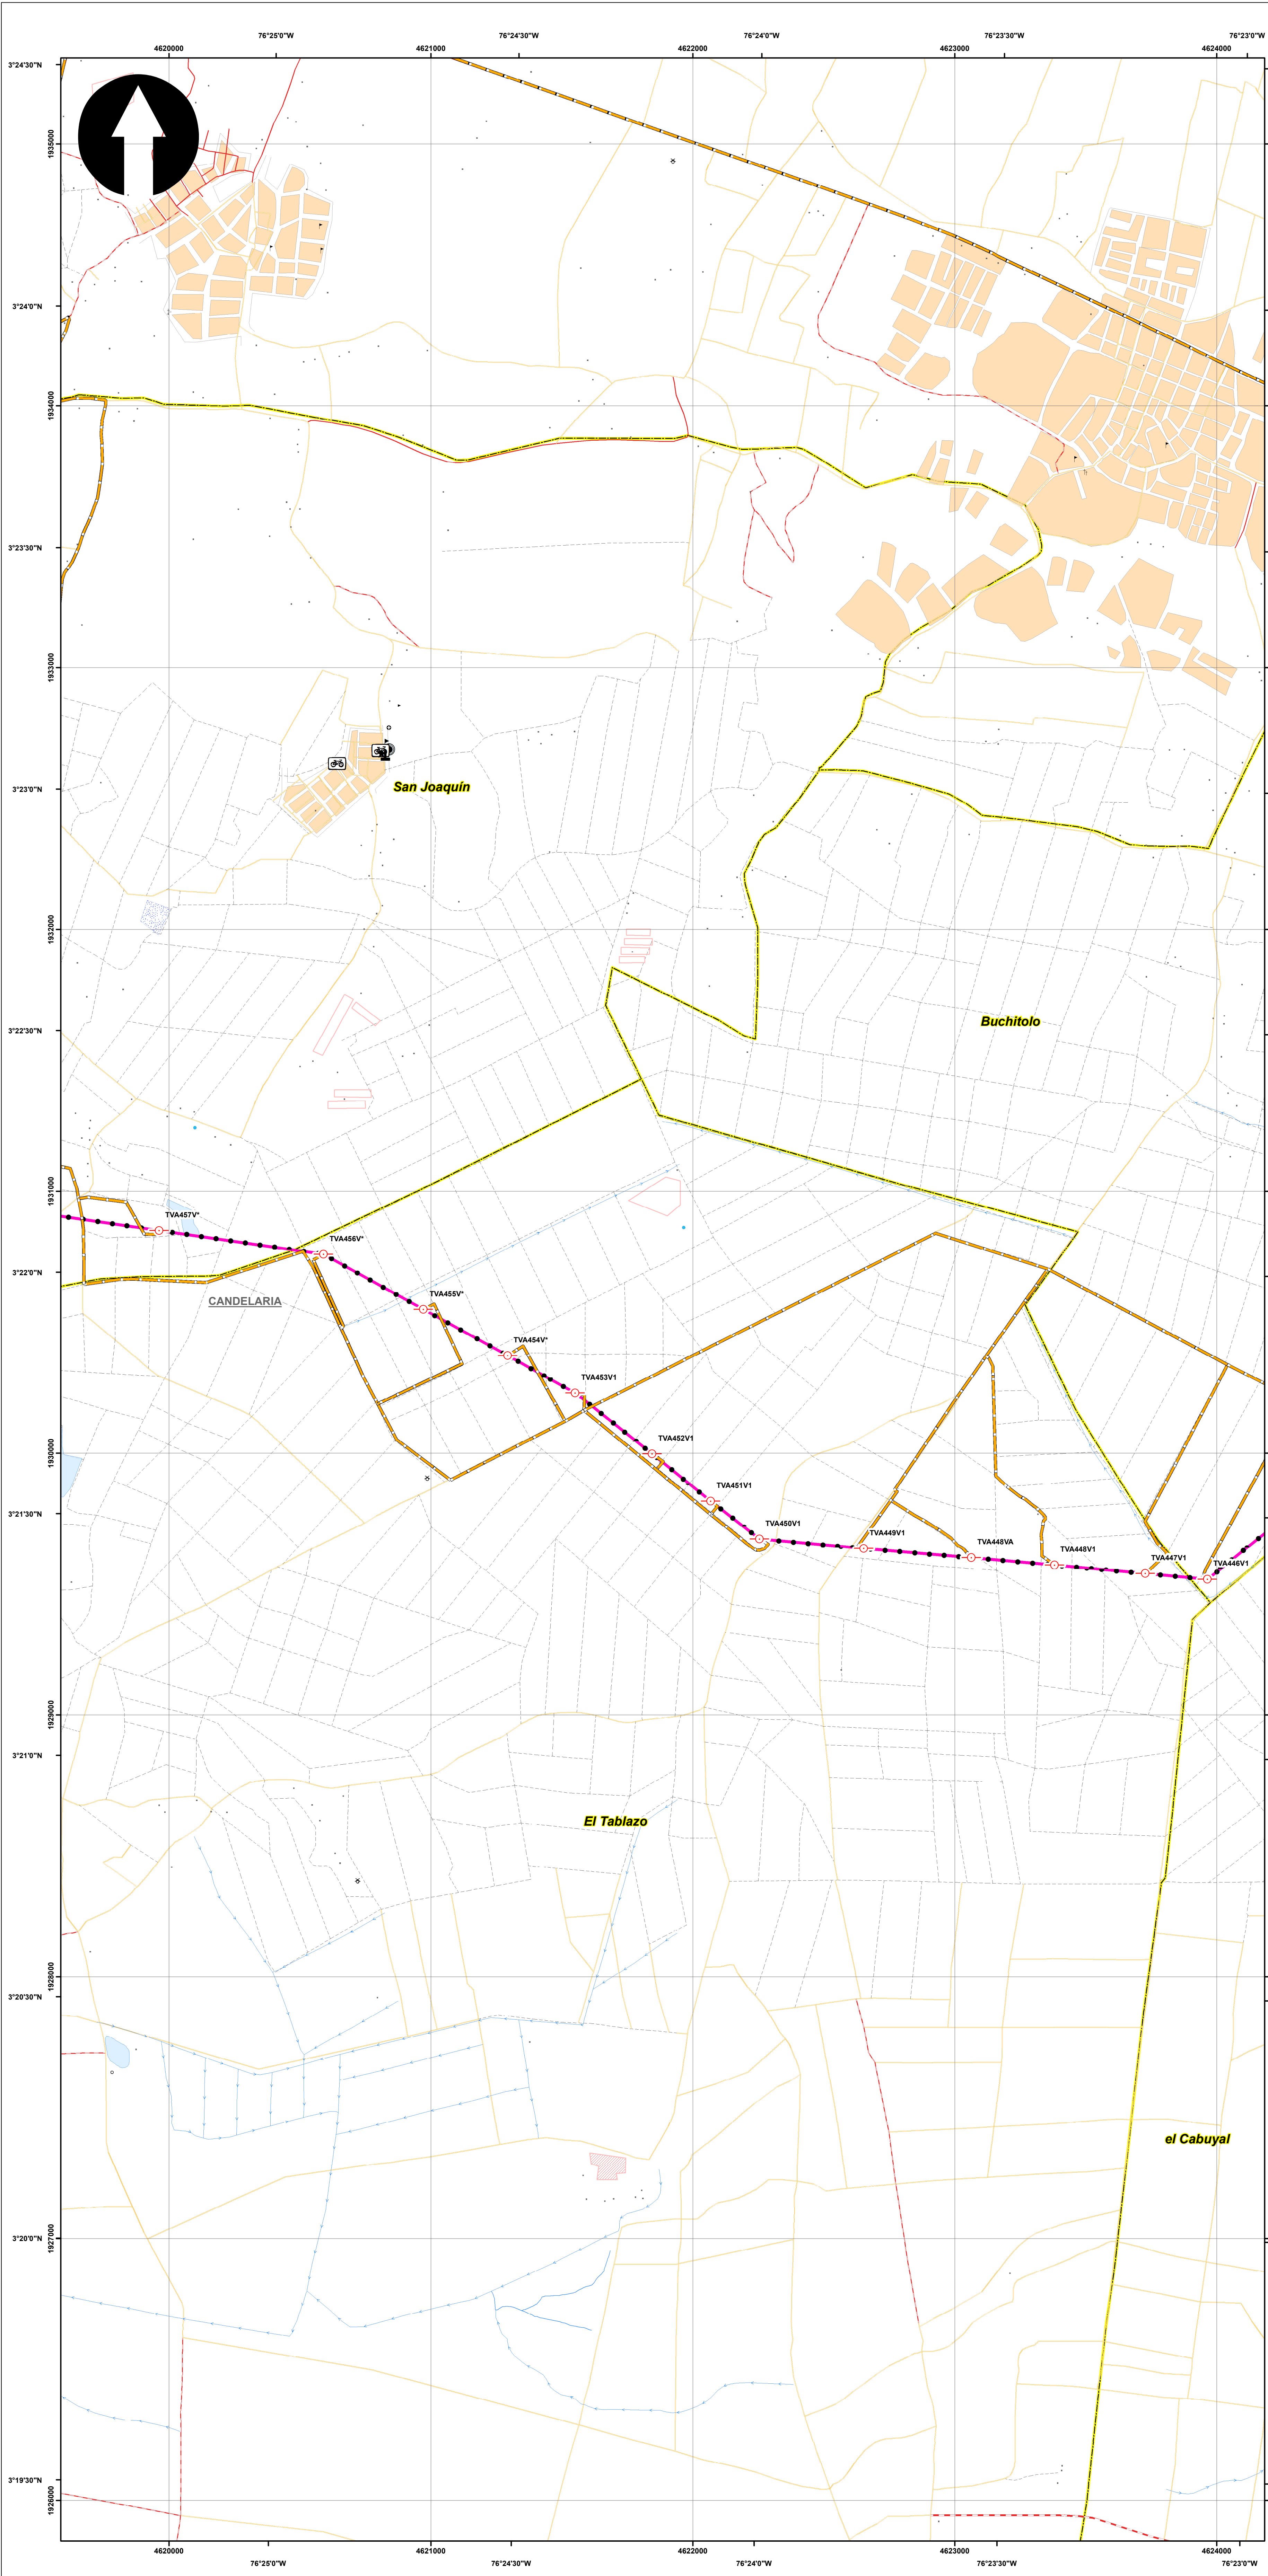 76°25'0"W 76°24'30"W 76°24'0"W 76°23'30"W 76°23'0"W
4620000 4621000 4622000 4623000 4624000
3°24'30"N
1935000
3°24'0"N
1934000
3°23'30"N
1933000
3°23'0"N
San Joaquín
1932000
Buchitolo
3°22'30"N
1931000
TVA457V*
TVA456V*
3°22'0"N
CANDELARIA
TVA455V*
TVA454V*
TVA453V1
1930000
TVA452V1
TVA451V1
3°21'30"N
TVA450V1
TVA449V1
TVA448VA
TVA448V1
TVA447V1
TVA446V1
1929000
3°21'0"N
El Tablazo
1928000
3°20'30"N
el Cabuyal
3°20'0"N
1927000
3°19'30"N
1926000
4620000 4621000 4622000 4623000 4624000
76°25'0"W 76°24'30"W 76°24'0"W 76°23'30"W 76°23'0"W